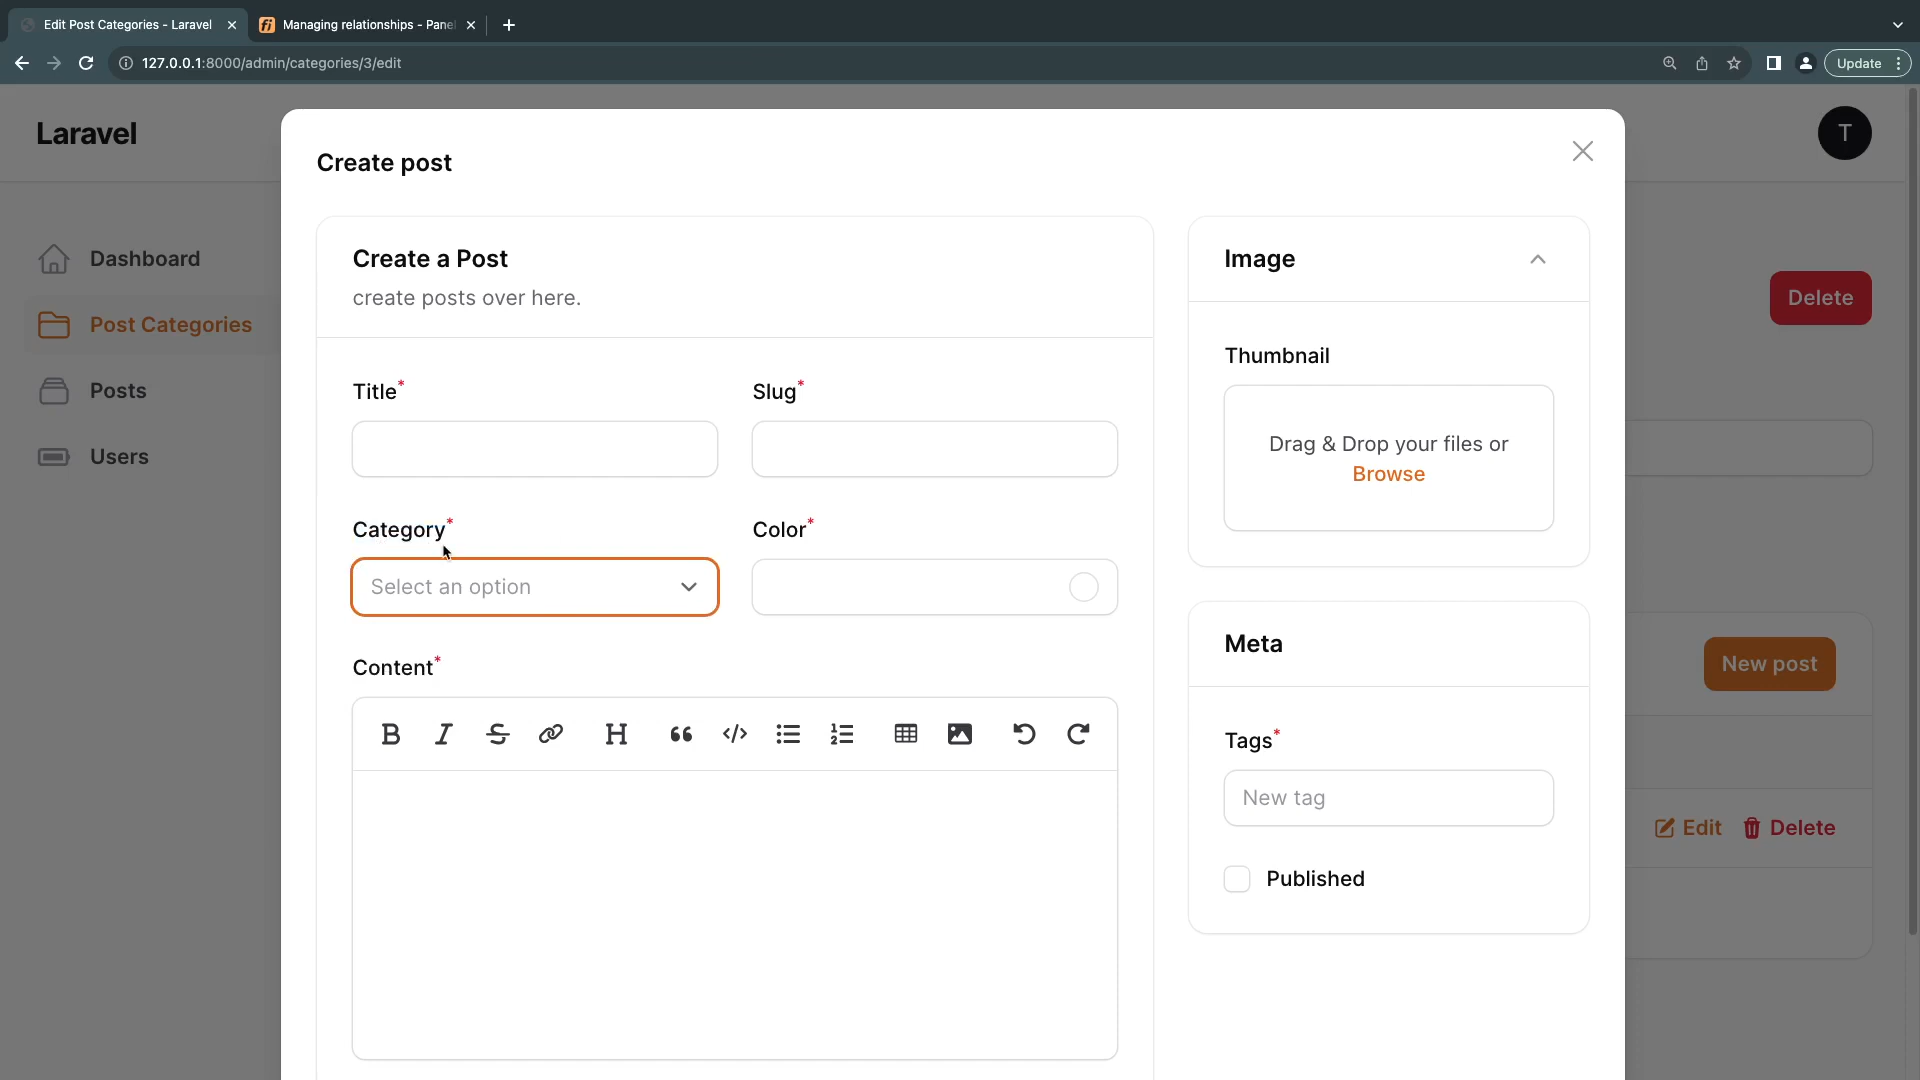 Edit Post Categories - Laravel
Managing relationships - Pane
127.0.0.1:8000/admin/categories/3/edit
Update
Laravel
T
Dashboard
Post Categories
Posts
Users
Create post
Create a Post
create posts over here.
Title*
Slug*
Category*
Select an option
Color*
Content*
Image
Thumbnail
Drag & Drop your files or
Browse
Meta
Tags*
New tag
Published
Delete
New post
Edit
Delete